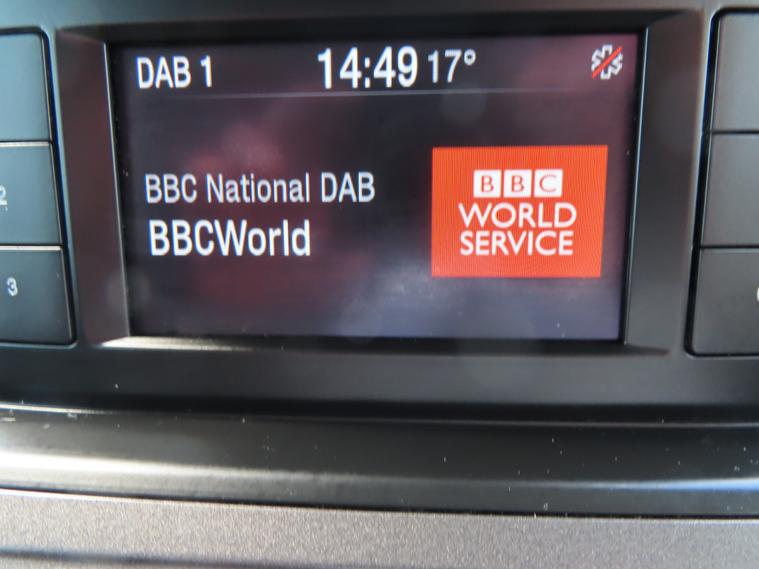 DAB 1 14:49 17°
BBC National DAB
BBCWorld
BBC
WORLD
SERVICE
2
3